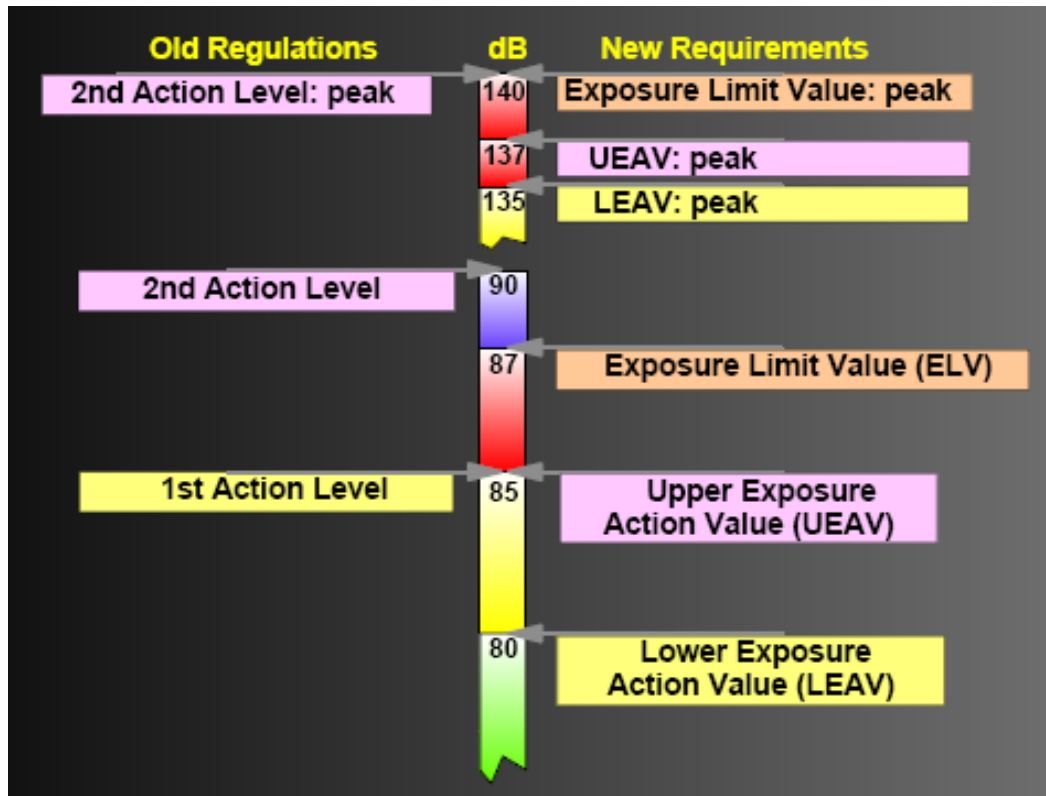 Old Regulations dB New Requirements
2nd Action Level: peak 140 Exposure Limit Value: peak
137 UEAV: peak
135 LEAV: peak
2nd Action Level 90
87 Exposure Limit Value (ELV)
1st Action Level 85 Upper Exposure
Action Value (UEAV)
80 Lower Exposure
Action Value (LEAV)